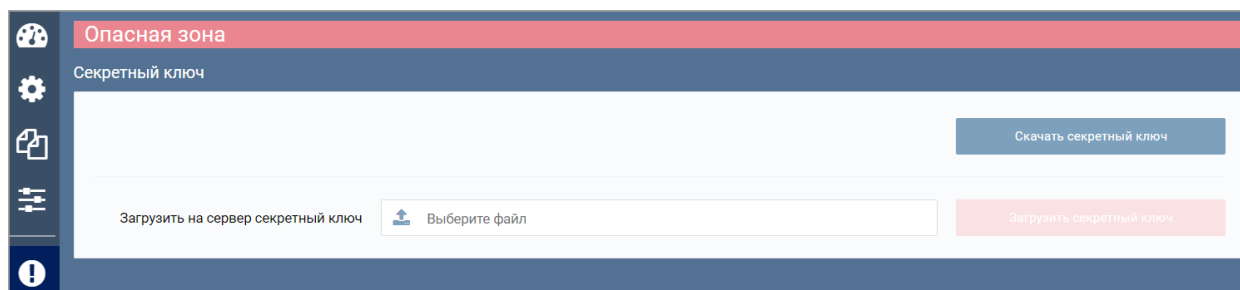 Опасная зона
Секретный ключ
Скачать секретный ключ
Загрузить на сервер секретный ключ Выберите файл Загрузить секретный ключ